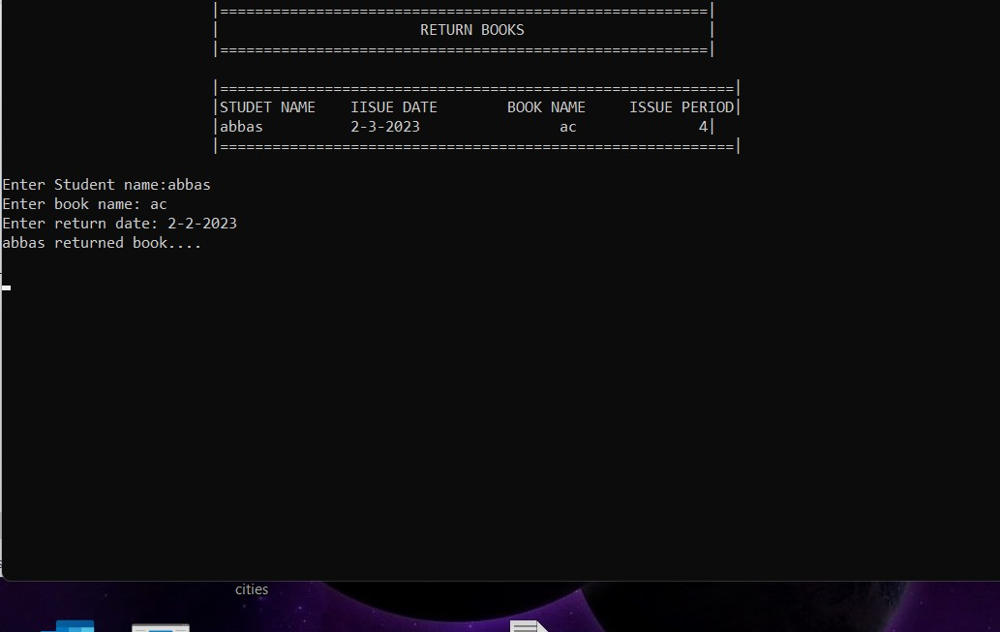 |========================================================|
| RETURN BOOKS |
|========================================================|
|===========================================================|
|STUDET NAME IISUE DATE BOOK NAME ISSUE PERIOD|
|abbas 2-3-2023 ac 4|
|===========================================================|
Enter Student name:abbas
Enter book name: ac
Enter return date: 2-2-2023
abbas returned book....
cities